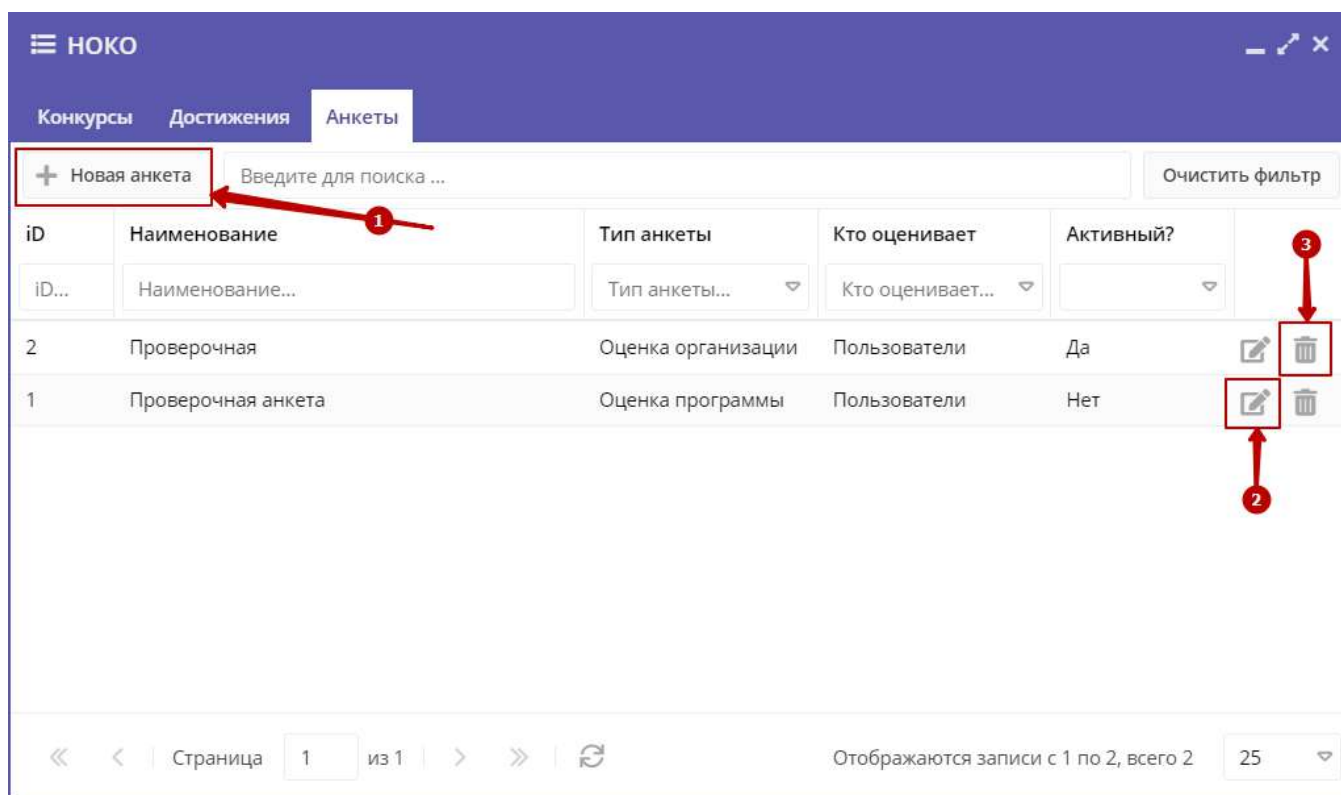 НОКО
Конкурсы Достижения Анкеты
Новая анкета Введите для поиска ... Очистить фильтр
1
iD Наименование Тип анкеты Кто оценивает Активный?
3
iD... Наименование... Тип анкеты... Кто оценивает...
2 Проверочная Оценка организации Пользователи Да
1 Проверочная анкета Оценка программы Пользователи Нет
2
Страница 1 из 1 Отображаются записи с 1 по 2, всего 2 25